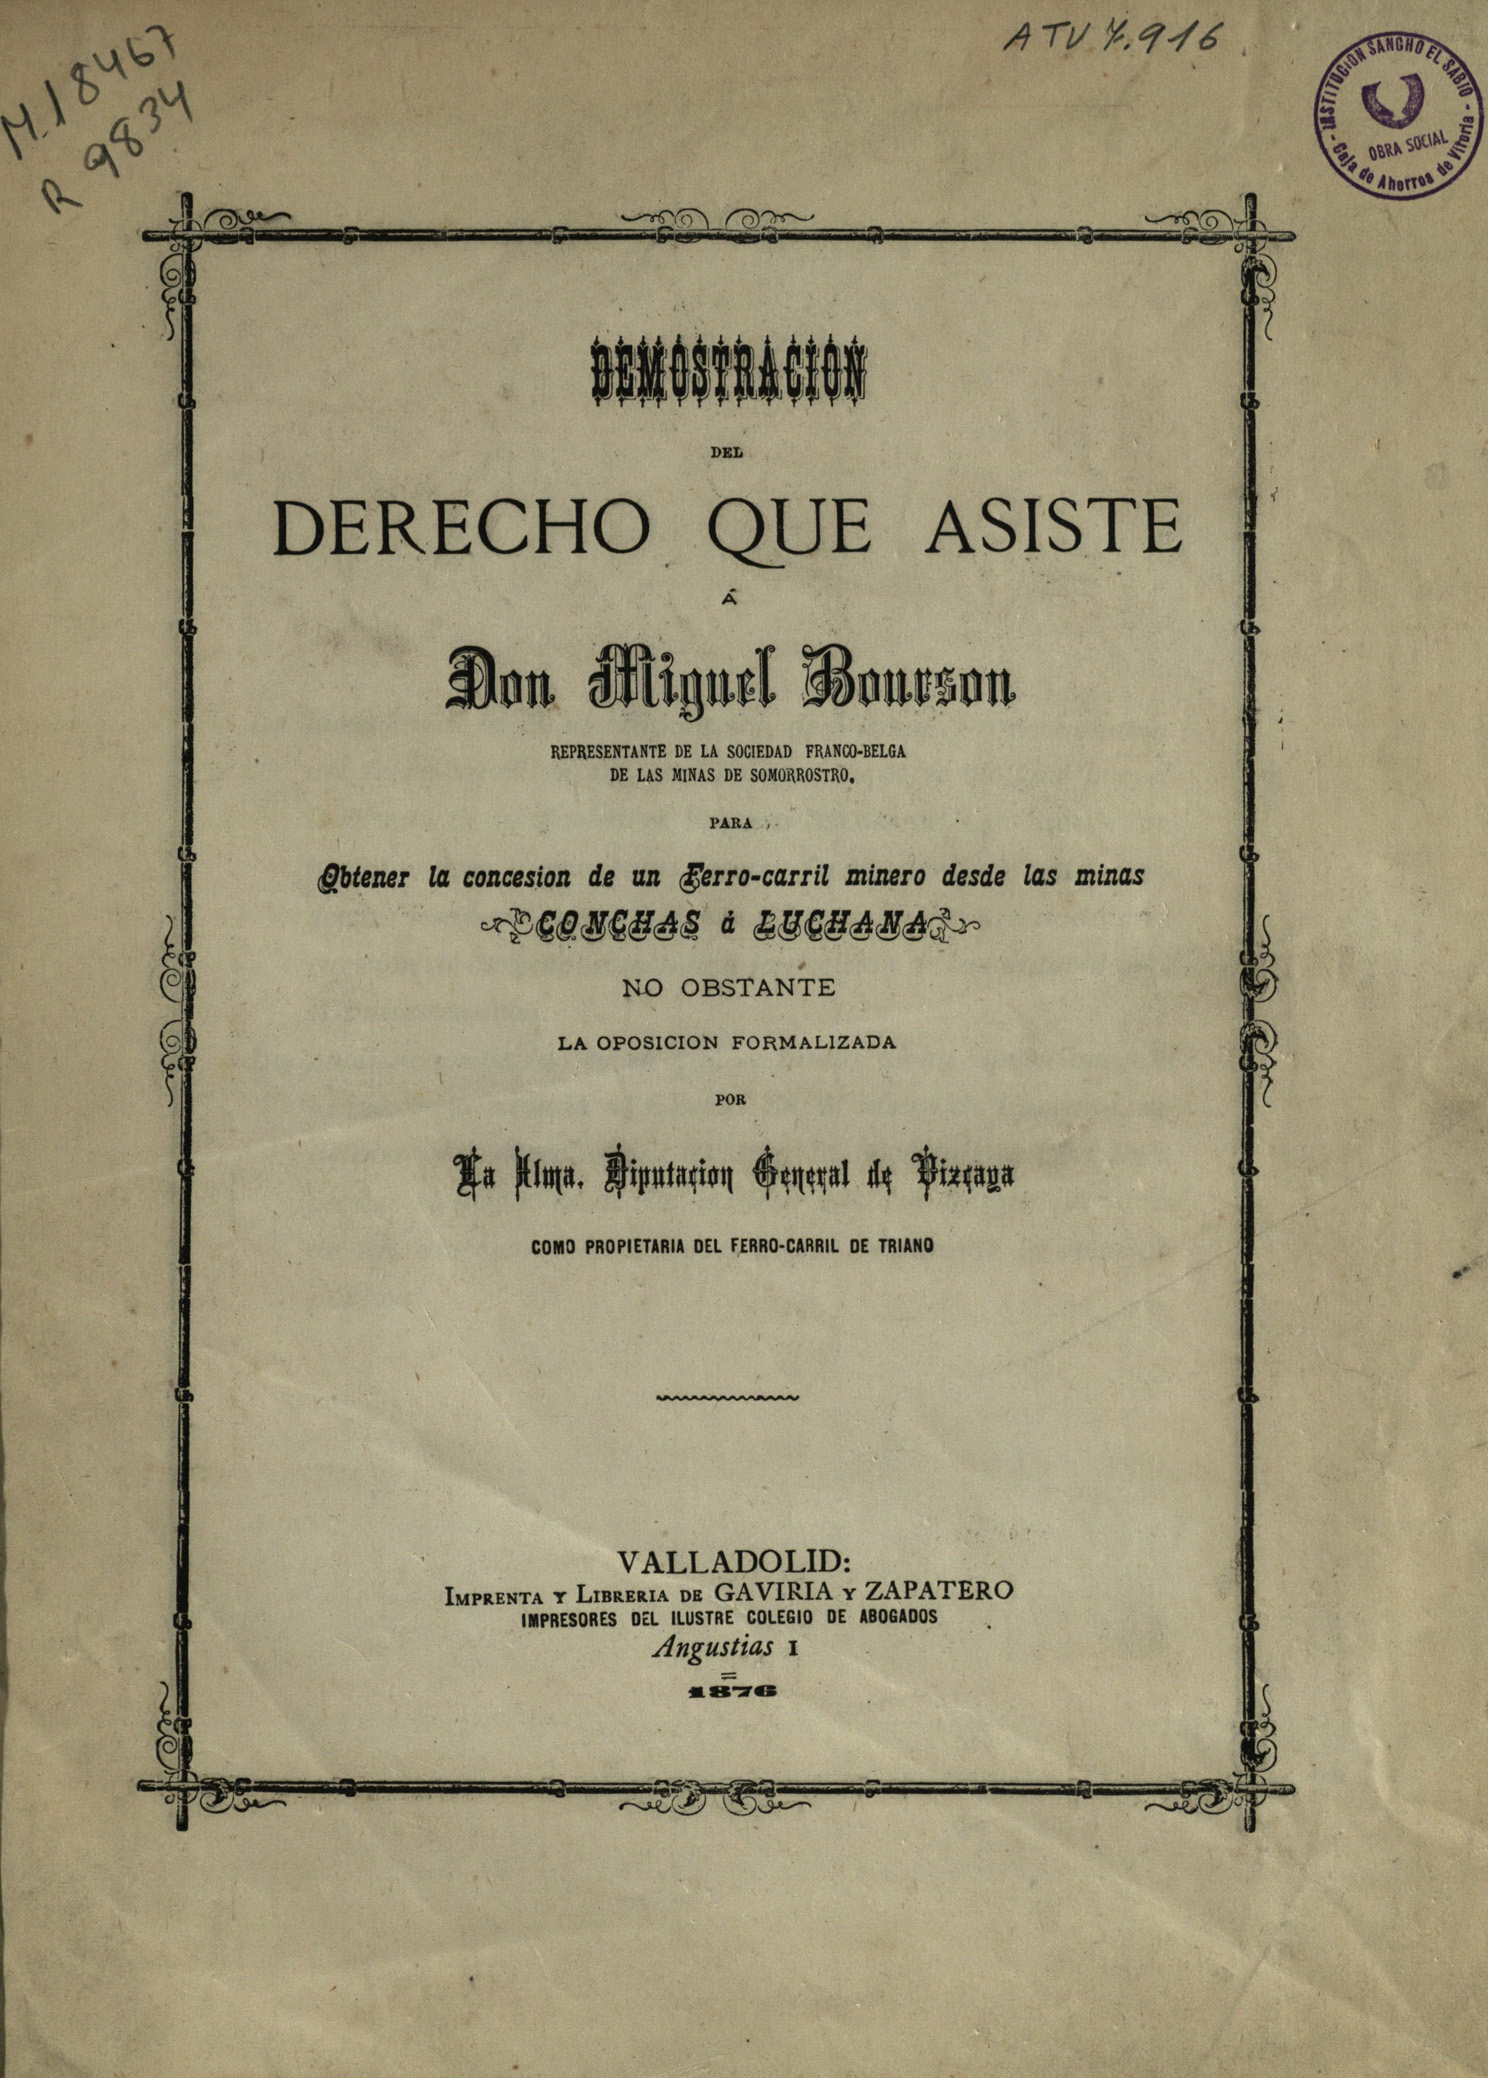 M.18467
R 9834
ATV 7.916
INSTITUCION SANCHO EL SABIO
OBRA SOCIAL
Caja de Ahorros de Vitoria
DEMOSTRACION
DEL
DERECHO QUE ASISTE
Á
Don Miguel Bourson
REPRESENTANTE DE LA SOCIEDAD FRANCO-BELGA
DE LAS MINAS DE SOMORROSTRO,
PARA
Obtener la concesion de un Ferro-carril minero desde las minas
CONCHAS á LUCHANA
NO OBSTANTE
LA OPOSICION FORMALIZADA
POR
La Ilma. Diputacion General de Vizcaya
COMO PROPIETARIA DEL FERRO-CARRIL DE TRIANO
VALLADOLID:
IMPRENTA Y LIBRERIA DE GAVIRIA Y ZAPATERO
IMPRESORES DEL ILUSTRE COLEGIO DE ABOGADOS
Angustias 1
1876